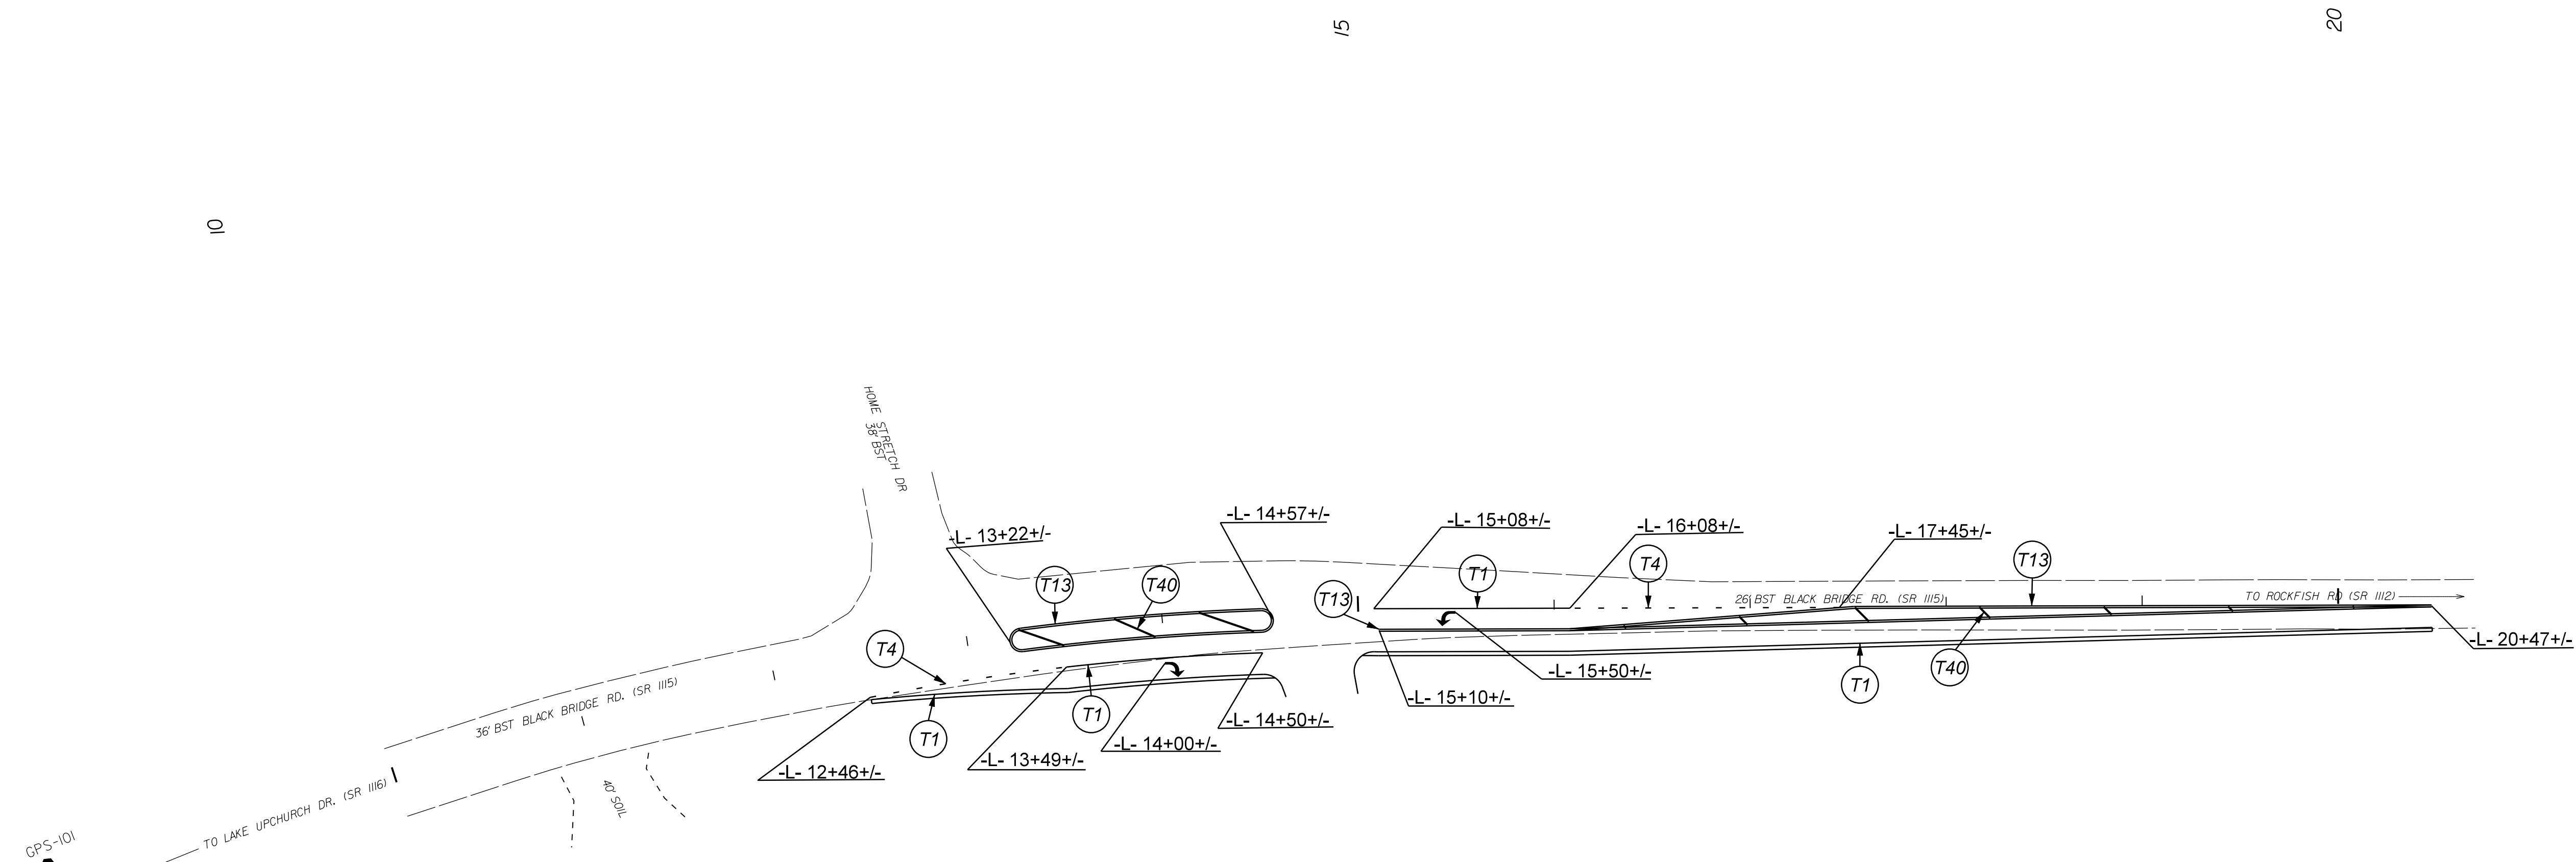 15
20
10
HOME STRETCH DR
38' BST
-L- 13+22+/-
-L- 14+57+/-
-L- 15+08+/-
-L- 16+08+/-
-L- 17+45+/-
T13
T40
T13
T1
T4
T13
26' BST BLACK BRIDGE RD. (SR 1115)
TO ROCKFISH RD (SR 1112)
T4
-L- 20+47+/-
36' BST BLACK BRIDGE RD. (SR 1115)
-L- 15+50+/-
T40
T1
-L- 15+10+/-
T1
T1
-L- 14+50+/-
-L- 14+00+/-
-L- 13+49+/-
-L- 12+46+/-
40' SOIL
TO LAKE UPCHURCH DR. (SR 1116)
GPS-101